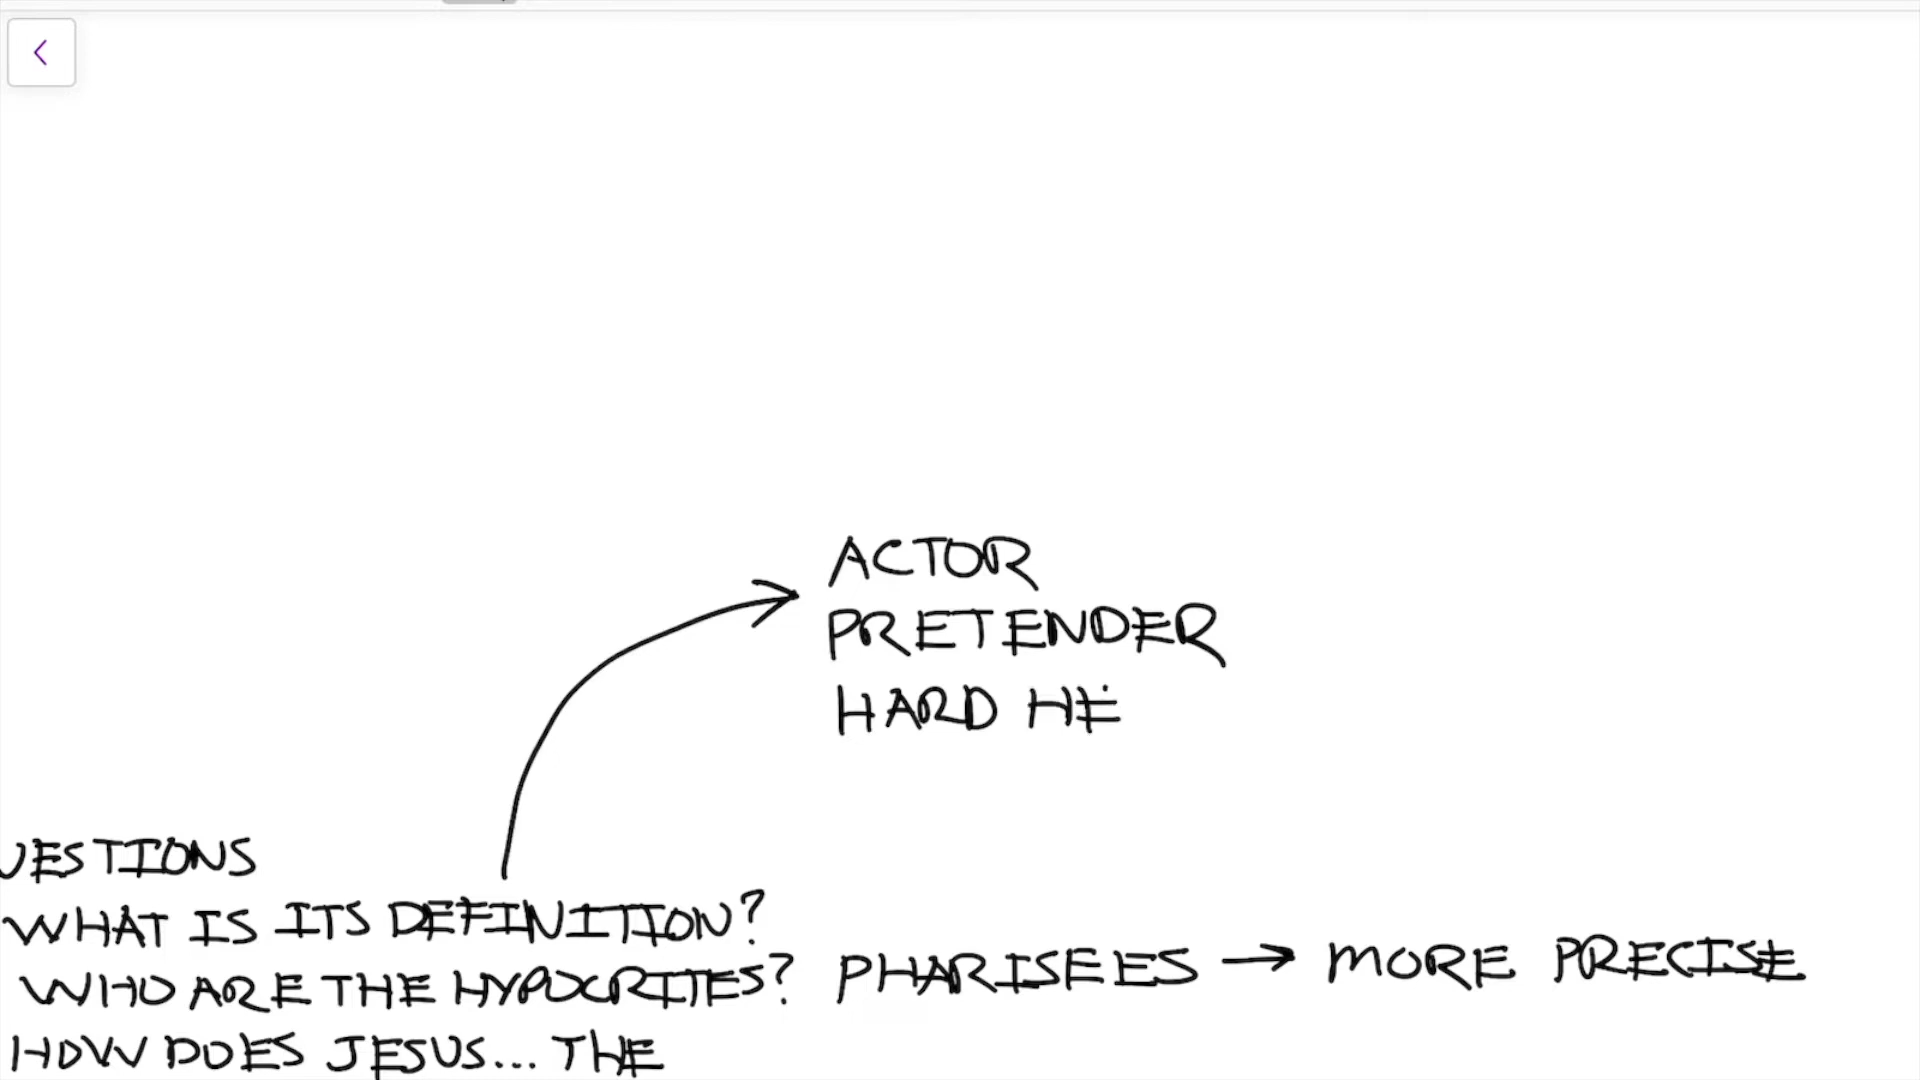 ACTOR
PRETENDER
HARD HE
UESTIONS
WHAT IS ITS DEFINITION?
WHO ARE THE HYPOCRITES? PHARISEES → MORE PRECISE
HOW DOES JESUS... THE